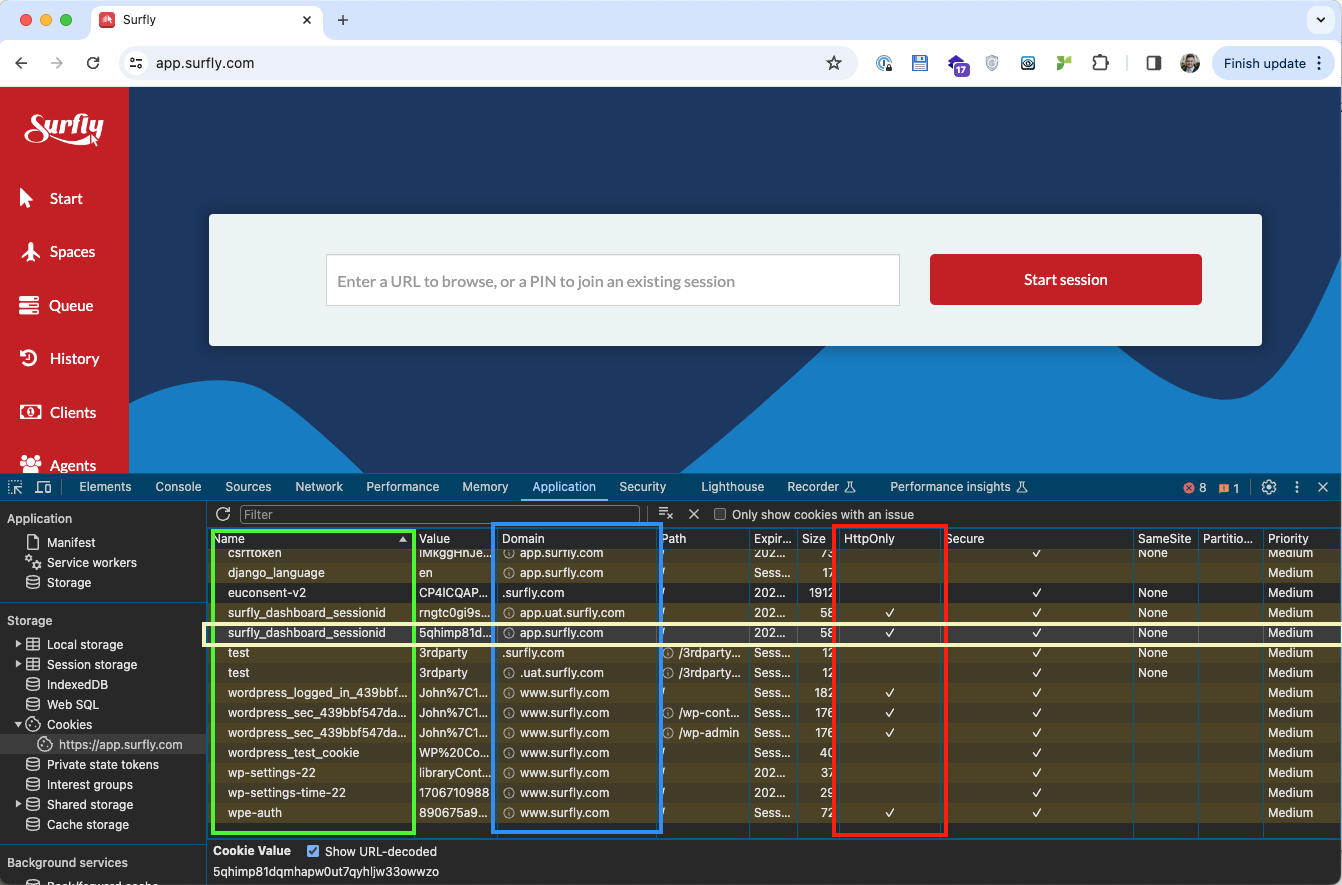 Surfly
app.surfly.com
17
Finish update
Surfly
Start
Spaces
Queue
History
Clients
Agents
Enter a URL to browse, or a PIN to join an existing session
Start session
Elements Console Sources Network Performance Memory Application Security Lighthouse Recorder Performance insights 8 1
Application
Manifest
Service workers
Storage
Storage
Local storage
Session storage
IndexedDB
Web SQL
Cookies
https://app.surfly.com
Private state tokens
Interest groups
Shared storage
Cache storage
Background services
Back/forward cache
Filter
Only show cookies with an issue
Name Value Domain Path Expir... Size HttpOnly Secure SameSite Partitio... Priority
csrftoken IMkggHnJe... app.surfly.com / 202... 73 ✓ None Medium
django_language en app.surfly.com / Sess... 17 Medium
euconsent-v2 CP4lCQAP... .surfly.com / 202... 1912 ✓ None Medium
surfly_dashboard_sessionid rngtc0gi9s... app.uat.surfly.com / 202... 58 ✓ ✓ None Medium
surfly_dashboard_sessionid 5qhimp81d... app.surfly.com / 202... 58 ✓ ✓ None Medium
test 3rdparty .surfly.com /3rdparty... Sess... 12 ✓ None Medium
test 3rdparty .uat.surfly.com /3rdparty... Sess... 12 ✓ None Medium
wordpress_logged_in_439bbf... John%7C1... www.surfly.com / Sess... 182 ✓ ✓ Medium
wordpress_sec_439bbf547da... John%7C1... www.surfly.com /wp-cont... Sess... 176 ✓ ✓ Medium
wordpress_sec_439bbf547da... John%7C1... www.surfly.com /wp-admin Sess... 176 ✓ ✓ Medium
wordpress_test_cookie WP%20Co... www.surfly.com / Sess... 40 ✓ Medium
wp-settings-22 libraryCont... www.surfly.com / 202... 37 ✓ Medium
wp-settings-time-22 1706710988 www.surfly.com / 202... 29 ✓ Medium
wpe-auth 890675a9... www.surfly.com / Sess... 72 ✓ ✓ Medium
Cookie Value Show URL-decoded
5qhimp81dqmhapw0ut7qyhljw33owwzo